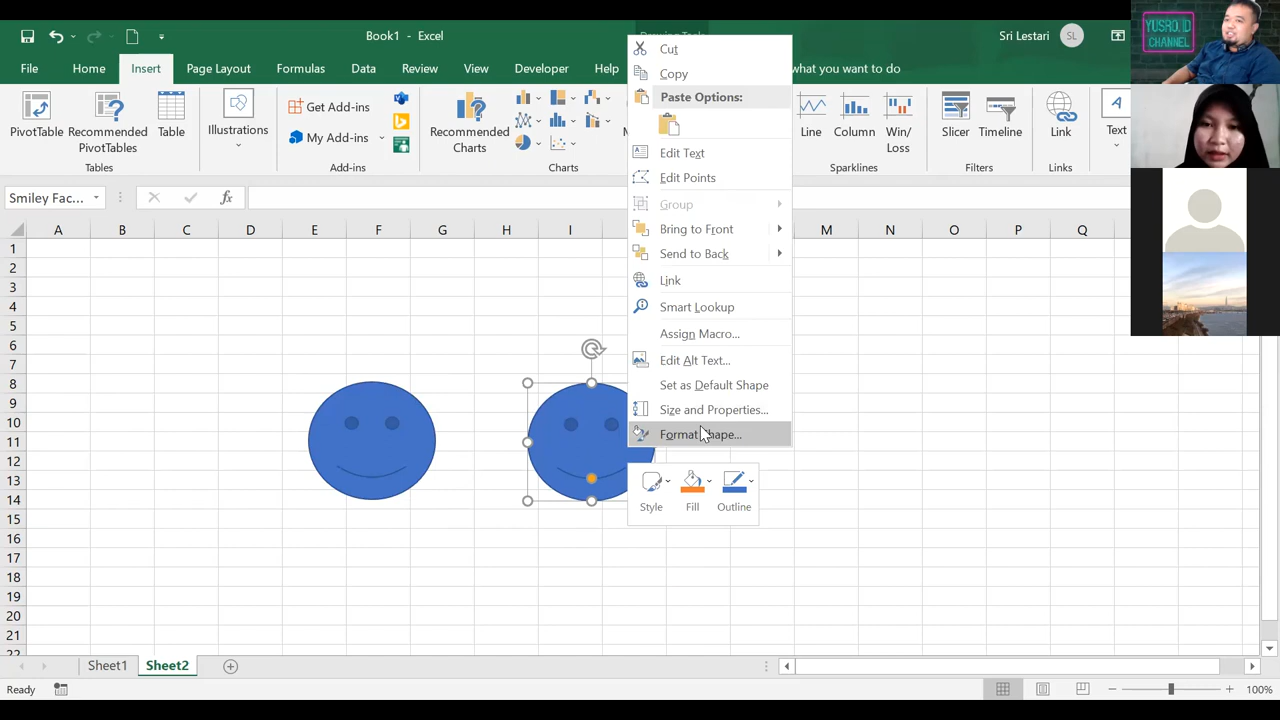 Book1 - Excel
Sri Lestari
SL
YUSRO.ID
CHANNEL
File
Home
Insert
Page Layout
Formulas
Data
Review
View
Developer
Help
what you want to do
PivotTable
Recommended
PivotTables
Table
Tables
Illustrations
Get Add-ins
My Add-ins
Add-ins
Recommended
Charts
Charts
Line
Column
Win/
Loss
Sparklines
Slicer
Timeline
Filters
Link
Links
Text
Smiley Fac...
fx
Cut
Copy
Paste Options:
Edit Text
Edit Points
Group
Bring to Front
Send to Back
Link
Smart Lookup
Assign Macro...
Edit Alt Text...
Set as Default Shape
Size and Properties...
Format Shape...
Style
Fill
Outline
A B C D E F G H I M N O P Q
1
2
3
4
5
6
7
8
9
10
11
12
13
14
15
16
17
18
19
20
21
22
Sheet1
Sheet2
Ready
100%